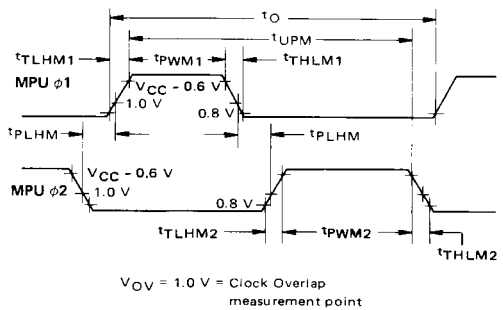 tO
tUPM
tTLHM1
tPWM1
tTHLM1
MPU φ1
VCC - 0.6 V
1.0 V
0.8 V
tPLHM
tPLHM
MPU φ2
VCC -0.6 V
1.0 V
0.8 V
tTLHM2
tPWM2
tTHLM2
VOV = 1.0 V = Clock Overlap
measurement point